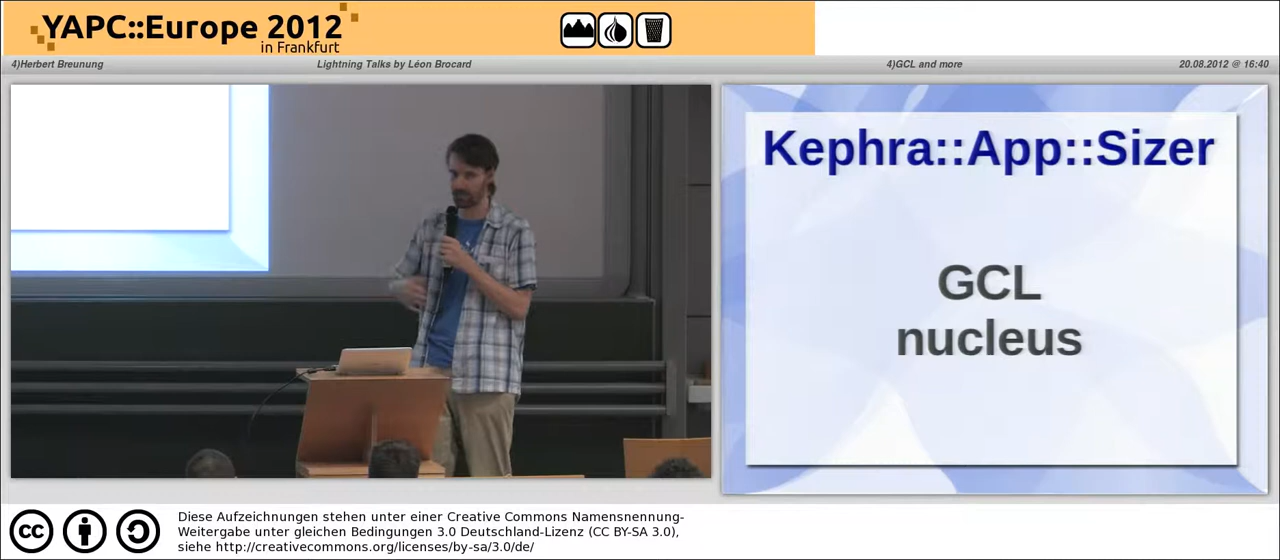 YAPC::Europe 2012
in Frankfurt
4)Herbert Breunung
Lightning Talks by Léon Brocard
4)GCL and more
20.08.2012 @ 16:40
Kephra::App::Sizer
GCL
nucleus
cc
Diese Aufzeichnungen stehen unter einer Creative Commons Namensnennung-
Weitergabe unter gleichen Bedingungen 3.0 Deutschland-Lizenz (CC BY-SA 3.0),
siehe http://creativecommons.org/licenses/by-sa/3.0/de/